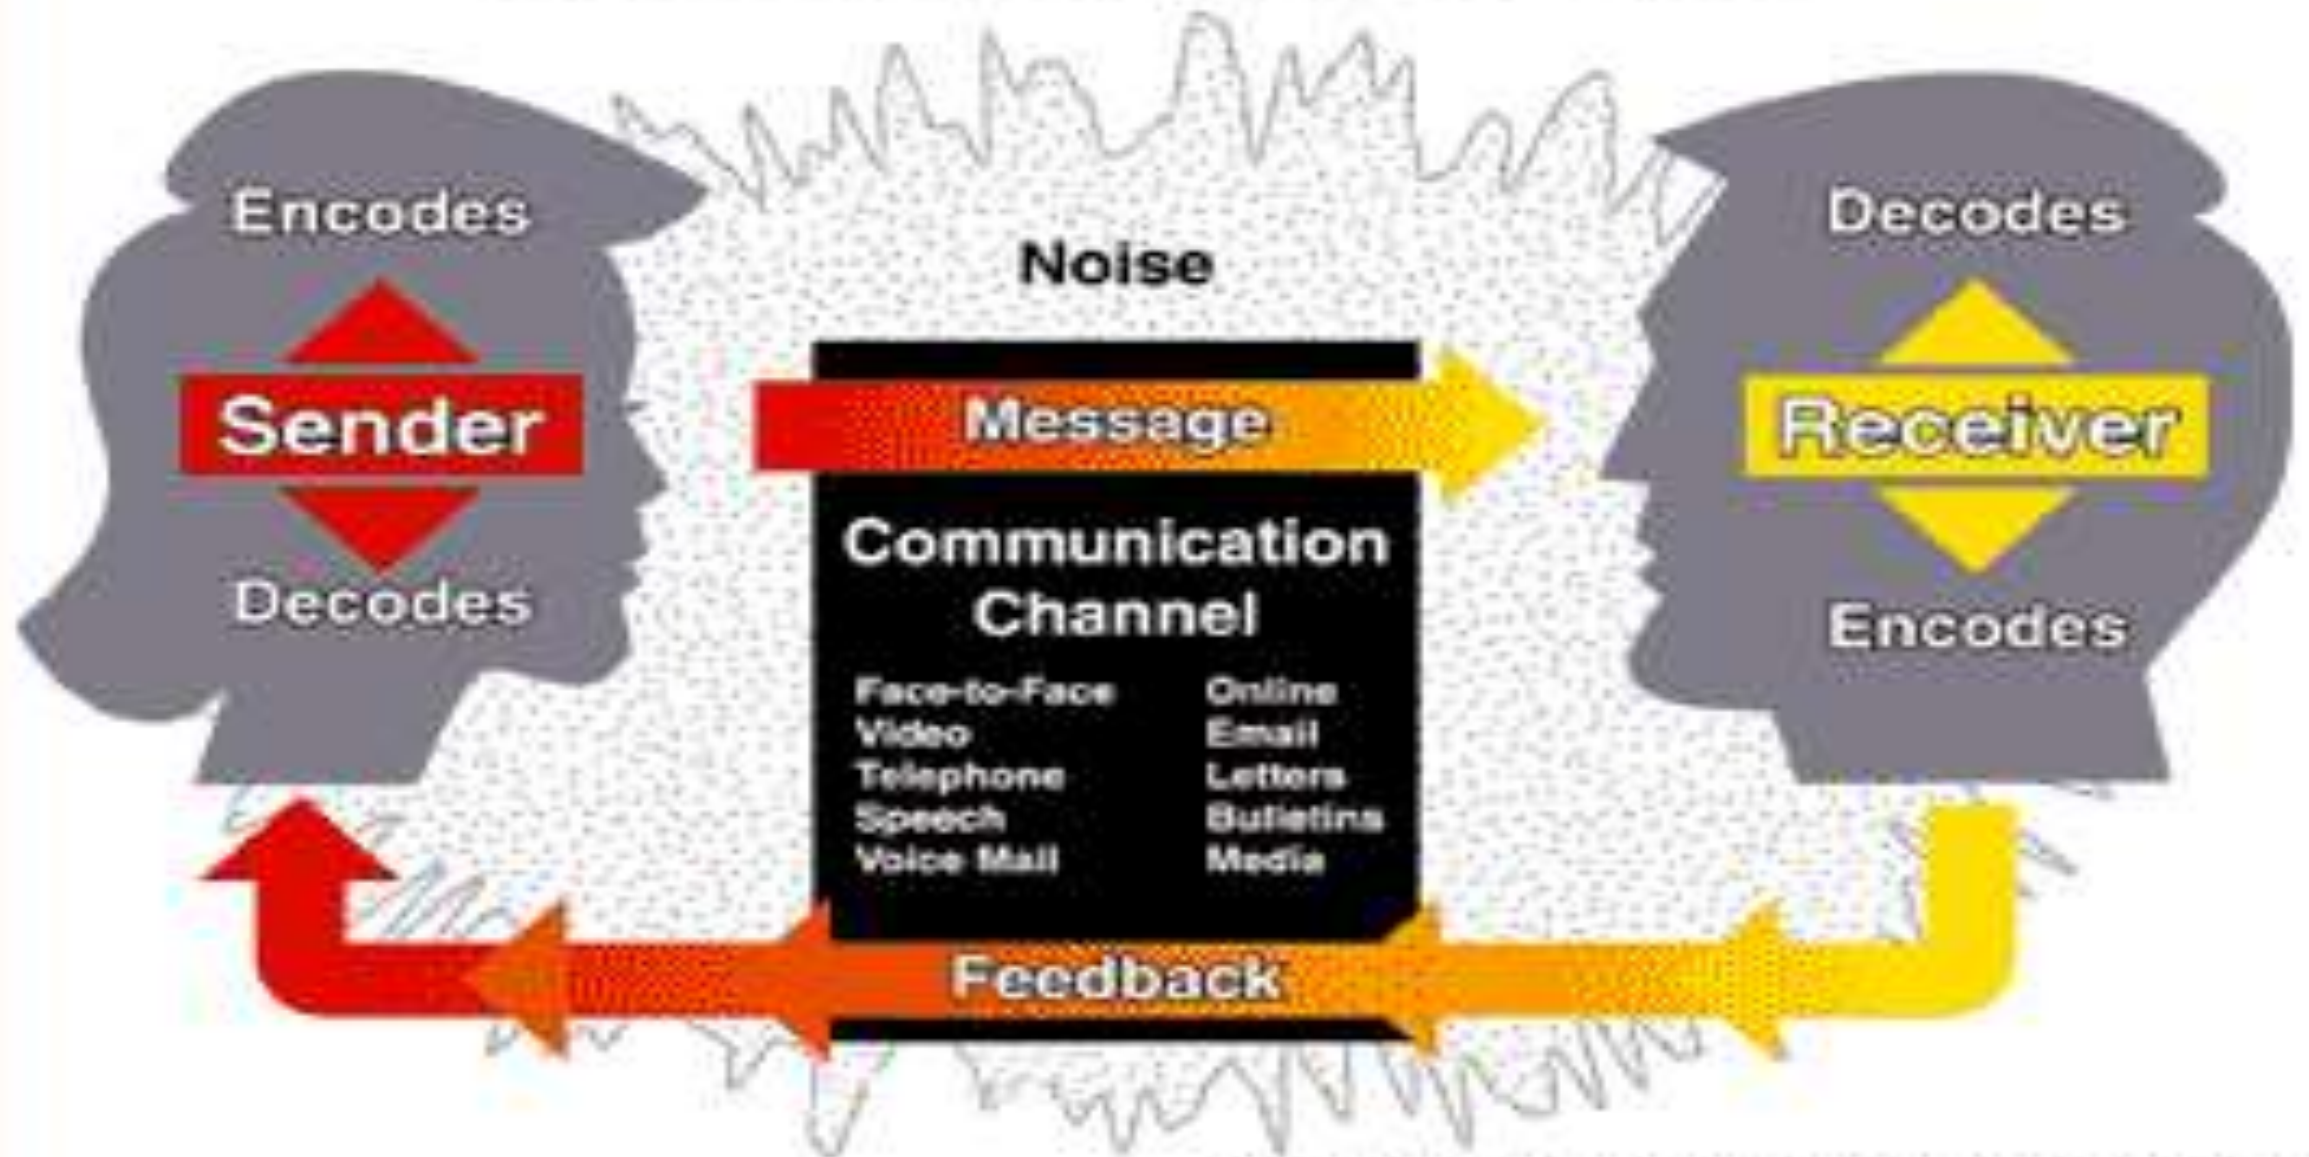 Encodes
Sender
Decodes
Noise
Message
Communication
Channel
Face-to-Face
Video
Telephone
Speech
Voice Mail
Online
Email
Letters
Bulletins
Media
Feedback
Decodes
Receiver
Encodes